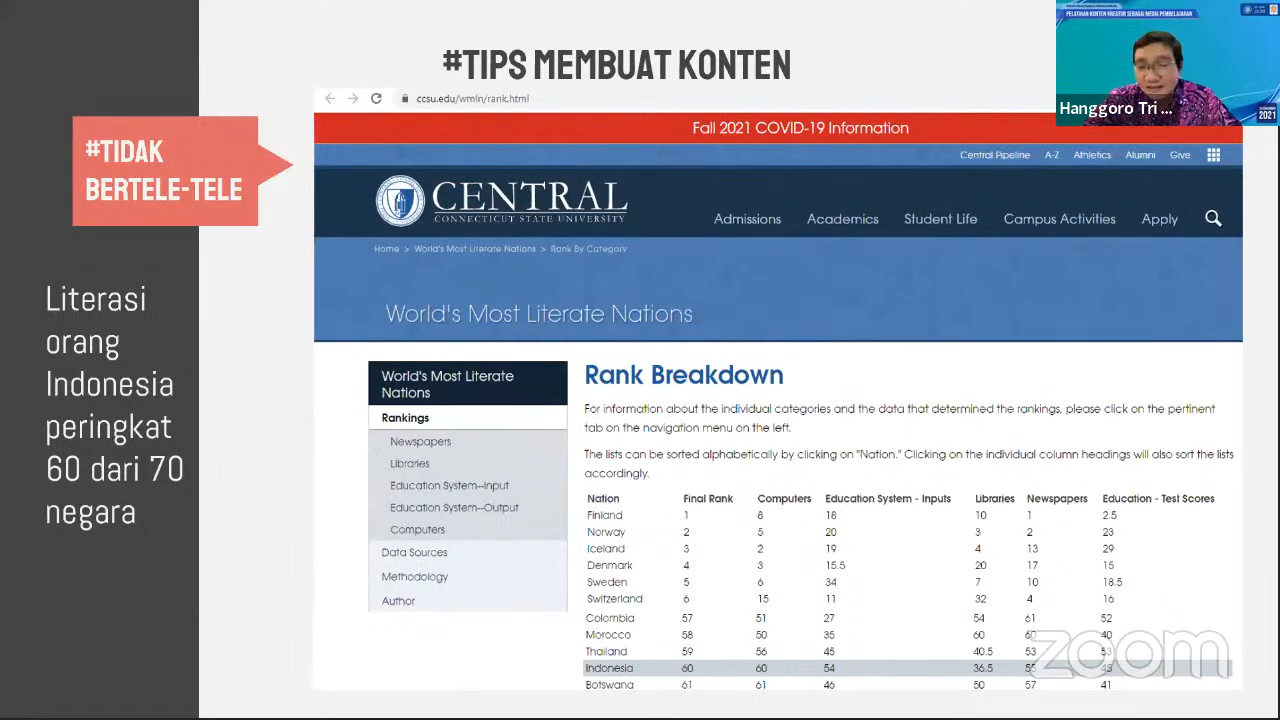 #TIPS MEMBUAT KONTEN
PELATIHAN KONTEN KREATOR SEBAGAI MEDIA PEMBELAJARAN
Hanggoro Tri ...
2021
#TIDAK
BERTELE-TELE
Literasi
orang
Indonesia
peringkat
60 dari 70
negara
ccsu.edu/wmln/rank.html
Fall 2021 COVID-19 Information
Central Pipeline A-Z Athletics Alumni Give
CENTRAL
CONNECTICUT STATE UNIVERSITY
Admissions Academics Student Life Campus Activities Apply
Home > World's Most Literate Nations > Rank By Category
World's Most Literate Nations
World's Most Literate
Nations
Rankings
Newspapers
Libraries
Education System--Input
Education System--Output
Computers
Data Sources
Methodology
Author
Rank Breakdown
For information about the individual categories and the data that determined the rankings, please click on the pertinent
tab on the navigation menu on the left.
The lists can be sorted alphabetically by clicking on "Nation." Clicking on the individual column headings will also sort the lists
accordingly.
Nation Final Rank Computers Education System - Inputs Libraries Newspapers Education - Test Scores
Finland 1 8 18 10 1 2.5
Norway 2 5 20 3 2 23
Iceland 3 2 19 4 13 29
Denmark 4 3 15.5 20 17 15
Sweden 5 6 34 7 10 18.5
Switzerland 6 15 11 32 4 16
Colombia 57 51 27 54 61 52
Morocco 58 50 35 60 60 40
Thailand 59 56 45 40.5 53 53
Indonesia 60 60 54 36.5 55 45
Botswana 61 61 46 50 57 41
zoom